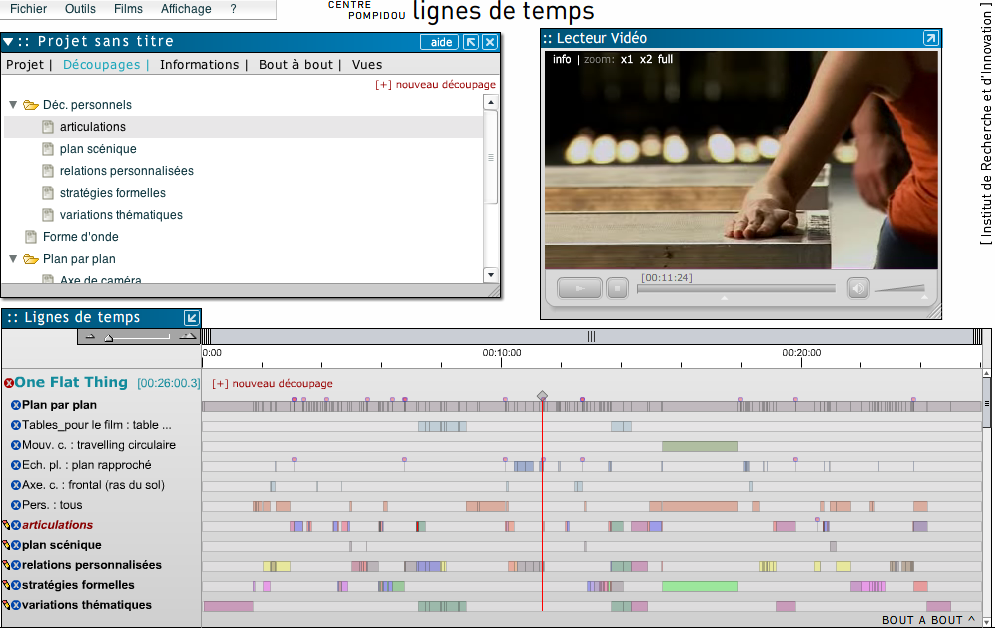 Fichier Outils Films Affichage ?
CENTRE POMPIDOU lignes de temps
[ Institut de Recherche et d'Innovation ]
:: Projet sans titre aide
Projet | Découpages | Informations | Bout à bout | Vues
[+] nouveau découpage
Déc. personnels
articulations
plan scénique
relations personnalisées
stratégies formelles
variations thématiques
Forme d'onde
Plan par plan
Axe de caméra
:: Lecteur Vidéo
info | zoom: x1 x2 full
[00:11:24]
:: Lignes de temps
0:00 00:10:00 00:20:00
One Flat Thing [00:26:00.3] [+] nouveau découpage
Plan par plan
Tables_pour le film : table ...
Mouv. c. : travelling circulaire
Ech. pl. : plan rapproché
Axe. c. : frontal (ras du sol)
Pers. : tous
articulations
plan scénique
relations personnalisées
stratégies formelles
variations thématiques
BOUT A BOUT ^